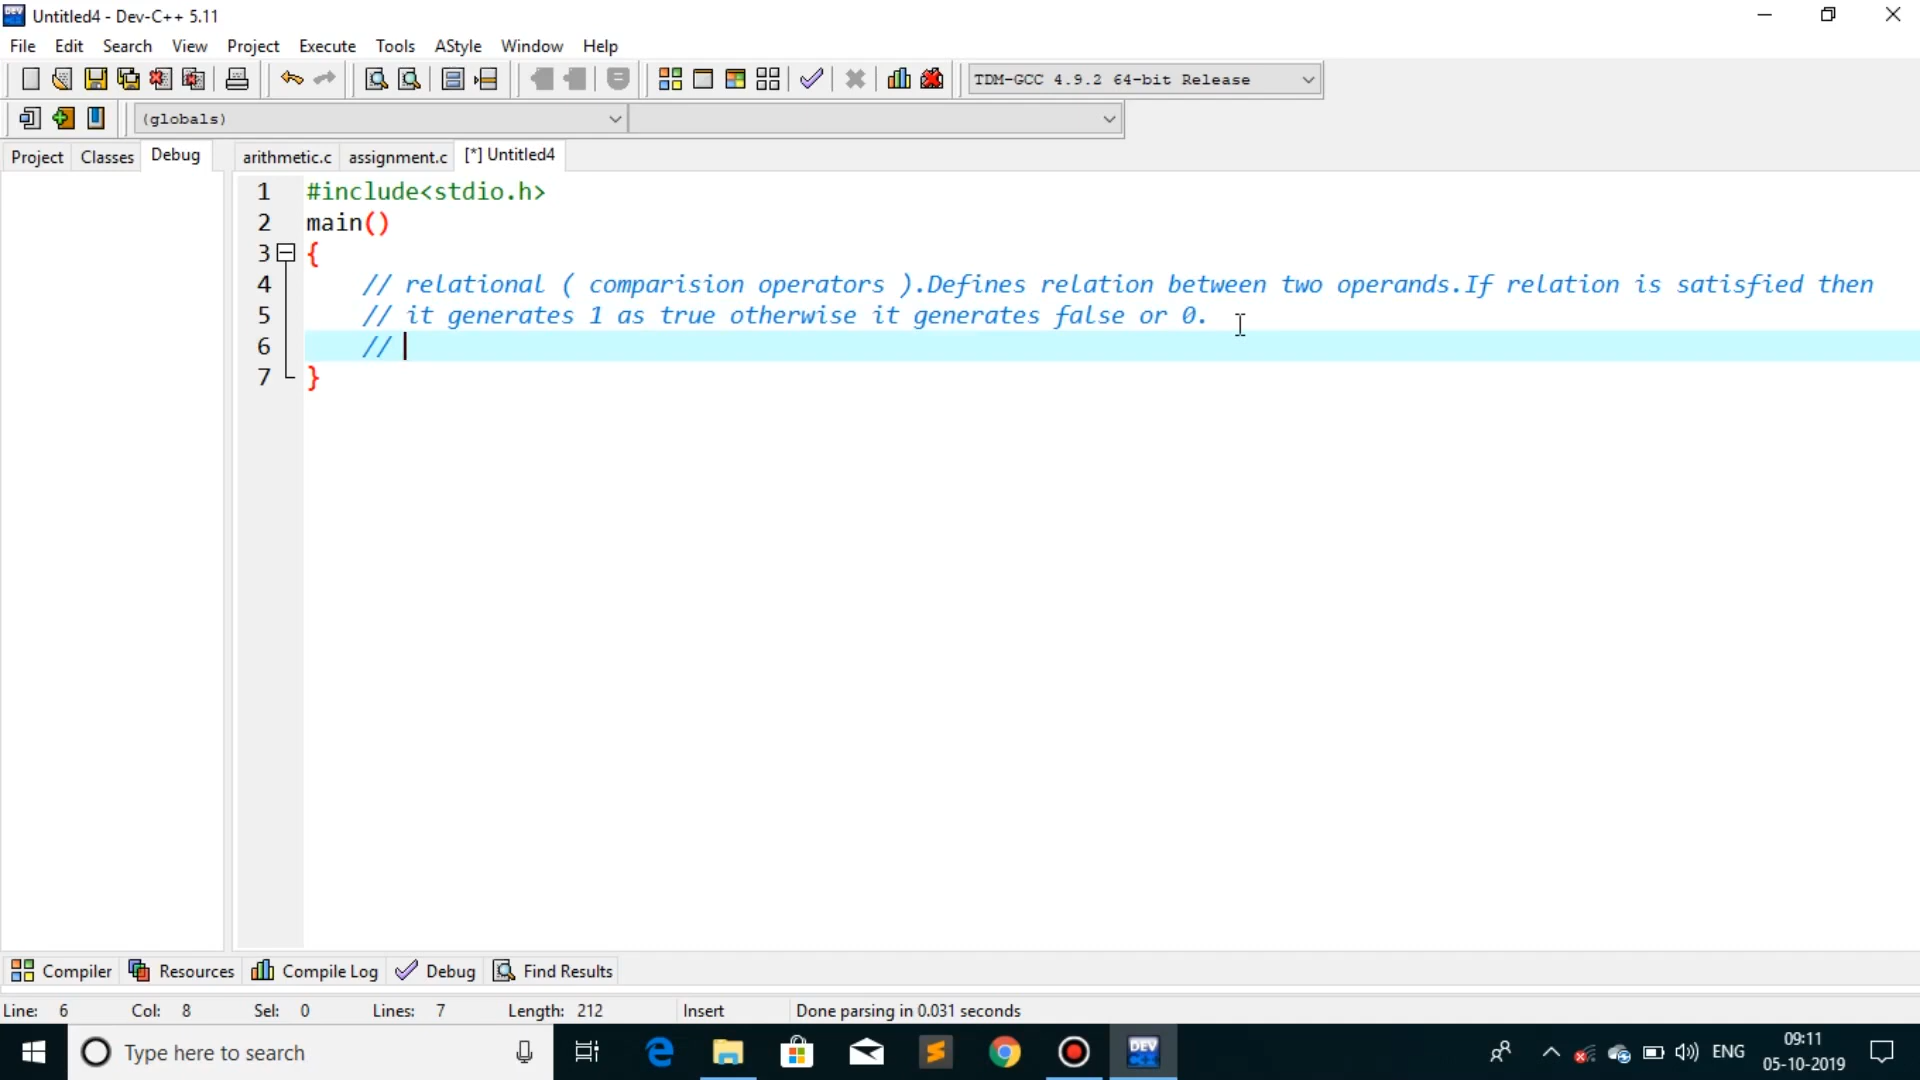 Untitled4 - Dev-C++ 5.11
File Edit Search View Project Execute Tools AStyle Window Help
TDM-GCC 4.9.2 64-bit Release
(globals)
Project Classes Debug arithmetic.c assignment.c [*] Untitled4
1 #include<stdio.h>
2 main()
3 {
4 // relational ( comparision operators ).Defines relation between two operands.If relation is satisfied then
5 // it generates 1 as true otherwise it generates false or 0.
6 //
7 }
Compiler Resources Compile Log Debug Find Results
Line: 6 Col: 8 Sel: 0 Lines: 7 Length: 212 Insert Done parsing in 0.031 seconds
Type here to search DEV ENG 09:11
05-10-2019